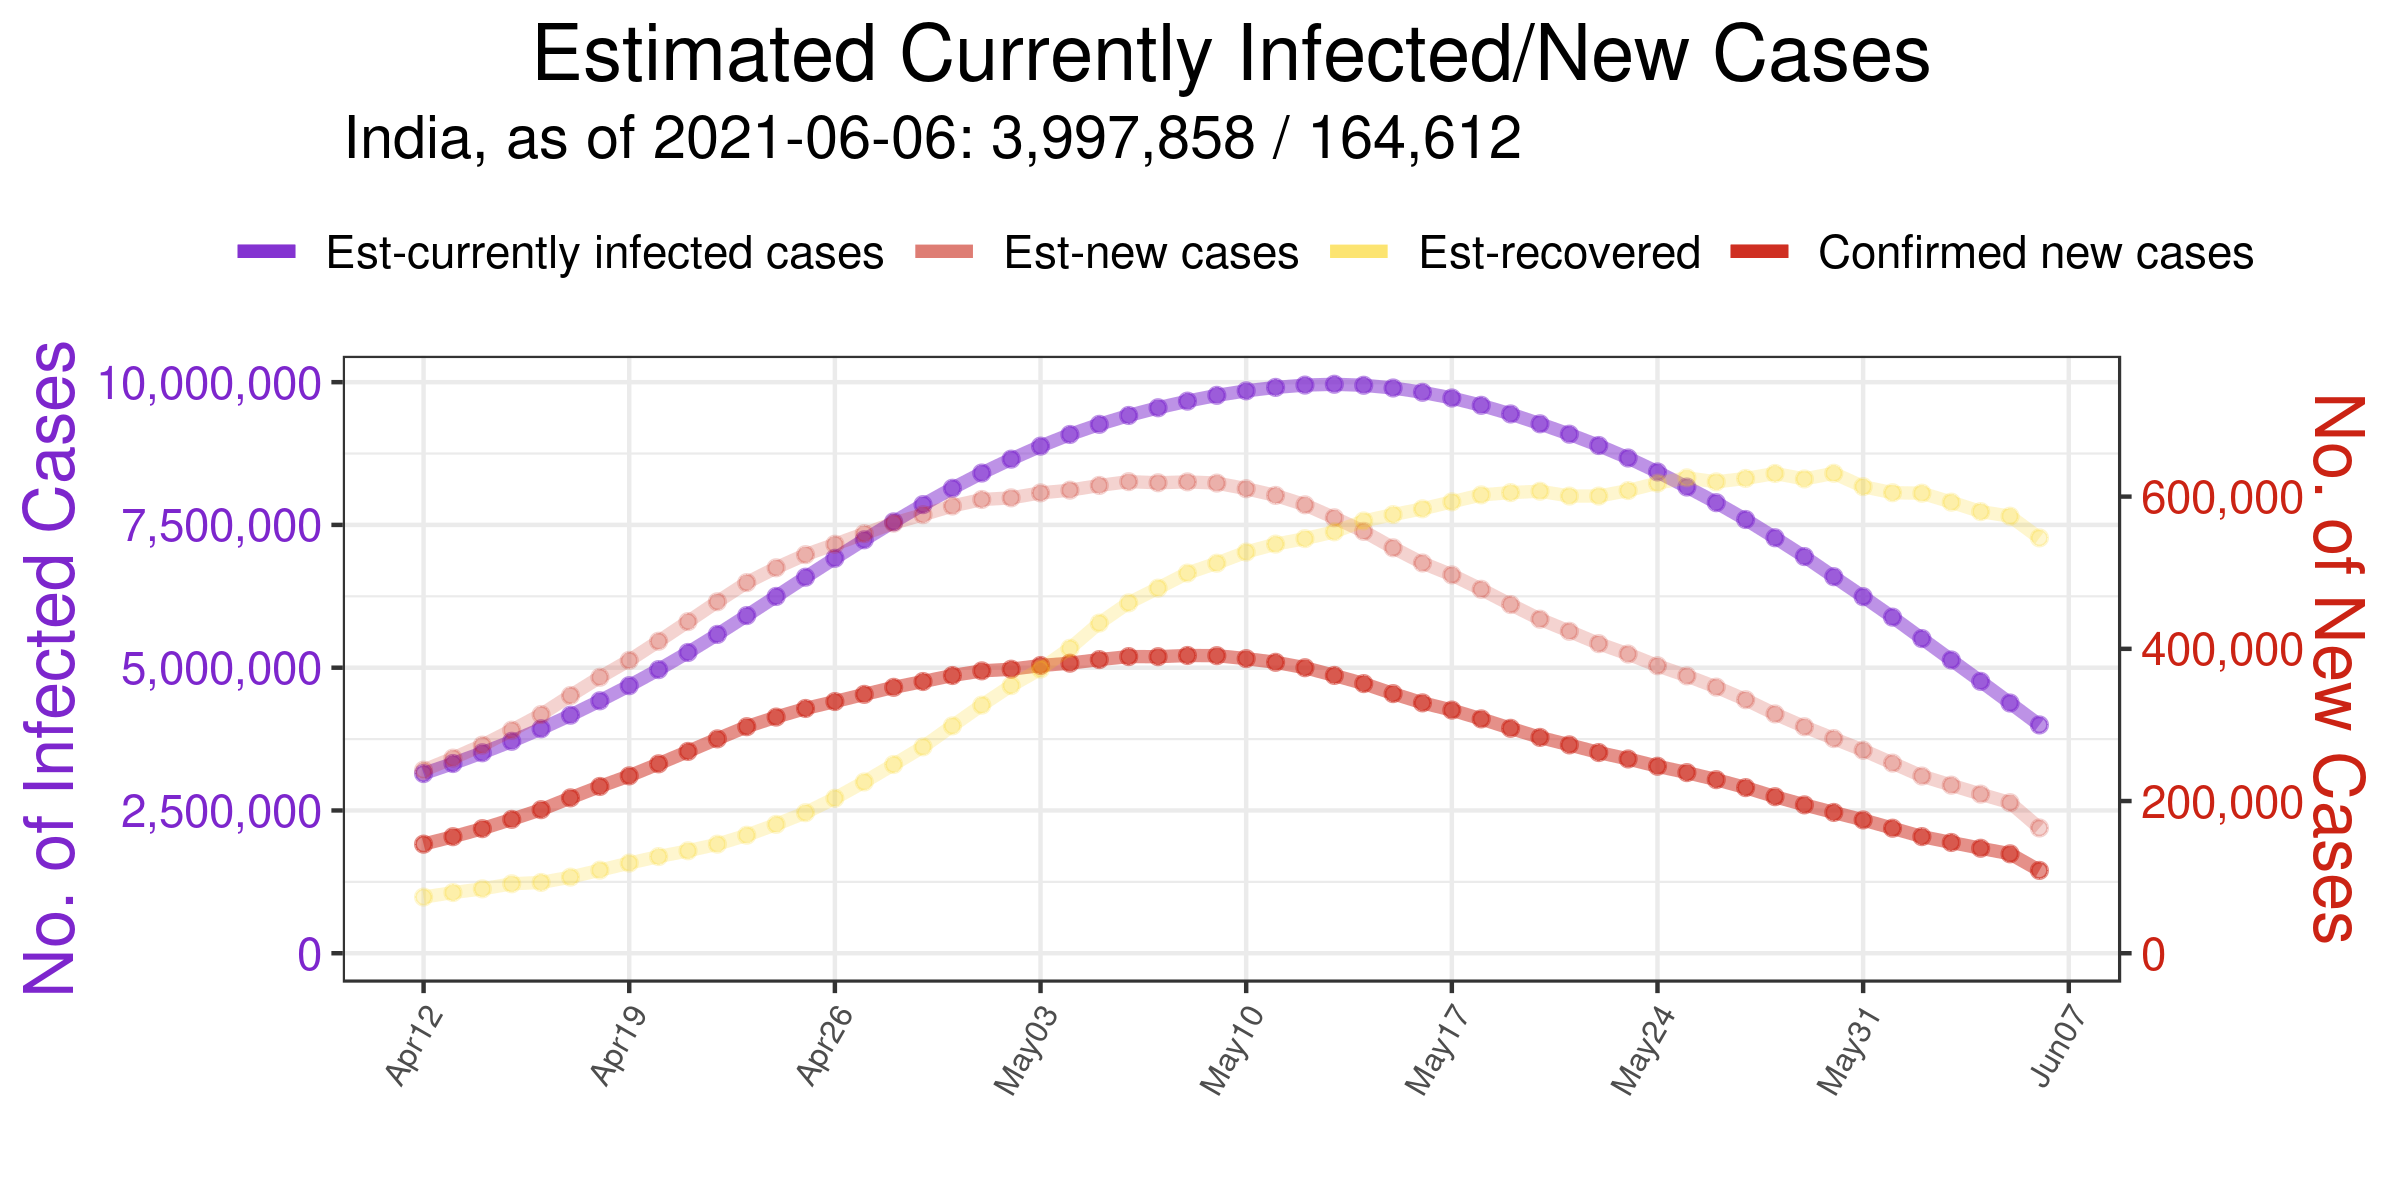 Estimated Currently Infected/New Cases
India, as of 2021-06-06: 3,997,858 / 164,612
Est-currently infected cases Est-new cases Est-recovered Confirmed new cases
No. of Infected Cases
10,000,000
7,500,000
5,000,000
2,500,000
0
600,000
400,000
200,000
0
No. of New Cases
Apr12 Apr19 Apr26 May03 May10 May17 May24 May31 Jun07